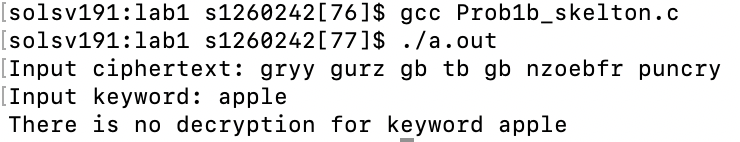 [solsv191:lab1 s1260242[76]$ gcc Prob1b_skelton.c
[solsv191:lab1 s1260242[77]$ ./a.out
[Input ciphertext: gryy gurz gb tb gb nzoebfr puncry
[Input keyword: apple
There is no decryption for keyword apple